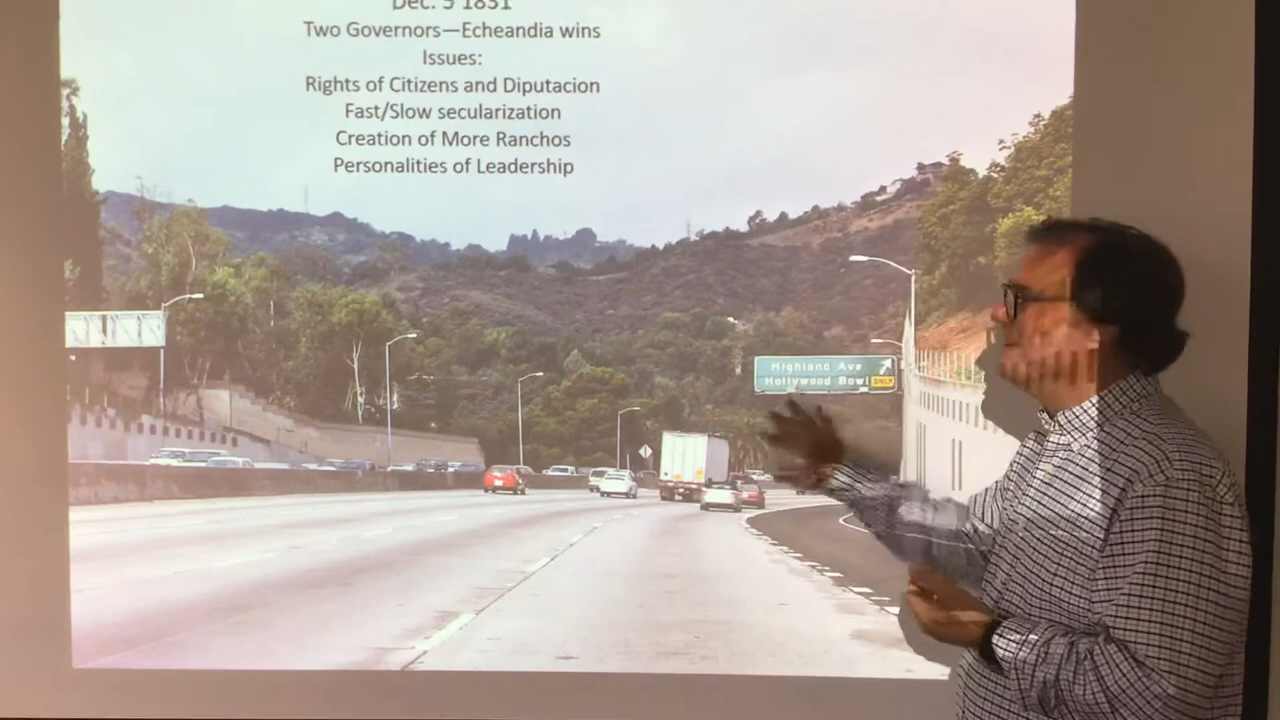 Dec. 5 1831
Two Governors—Echeandia wins
Issues:
Rights of Citizens and Diputacion
Fast/Slow secularization
Creation of More Ranchos
Personalities of Leadership
Highland Ave
Hollywood Bowl ONLY